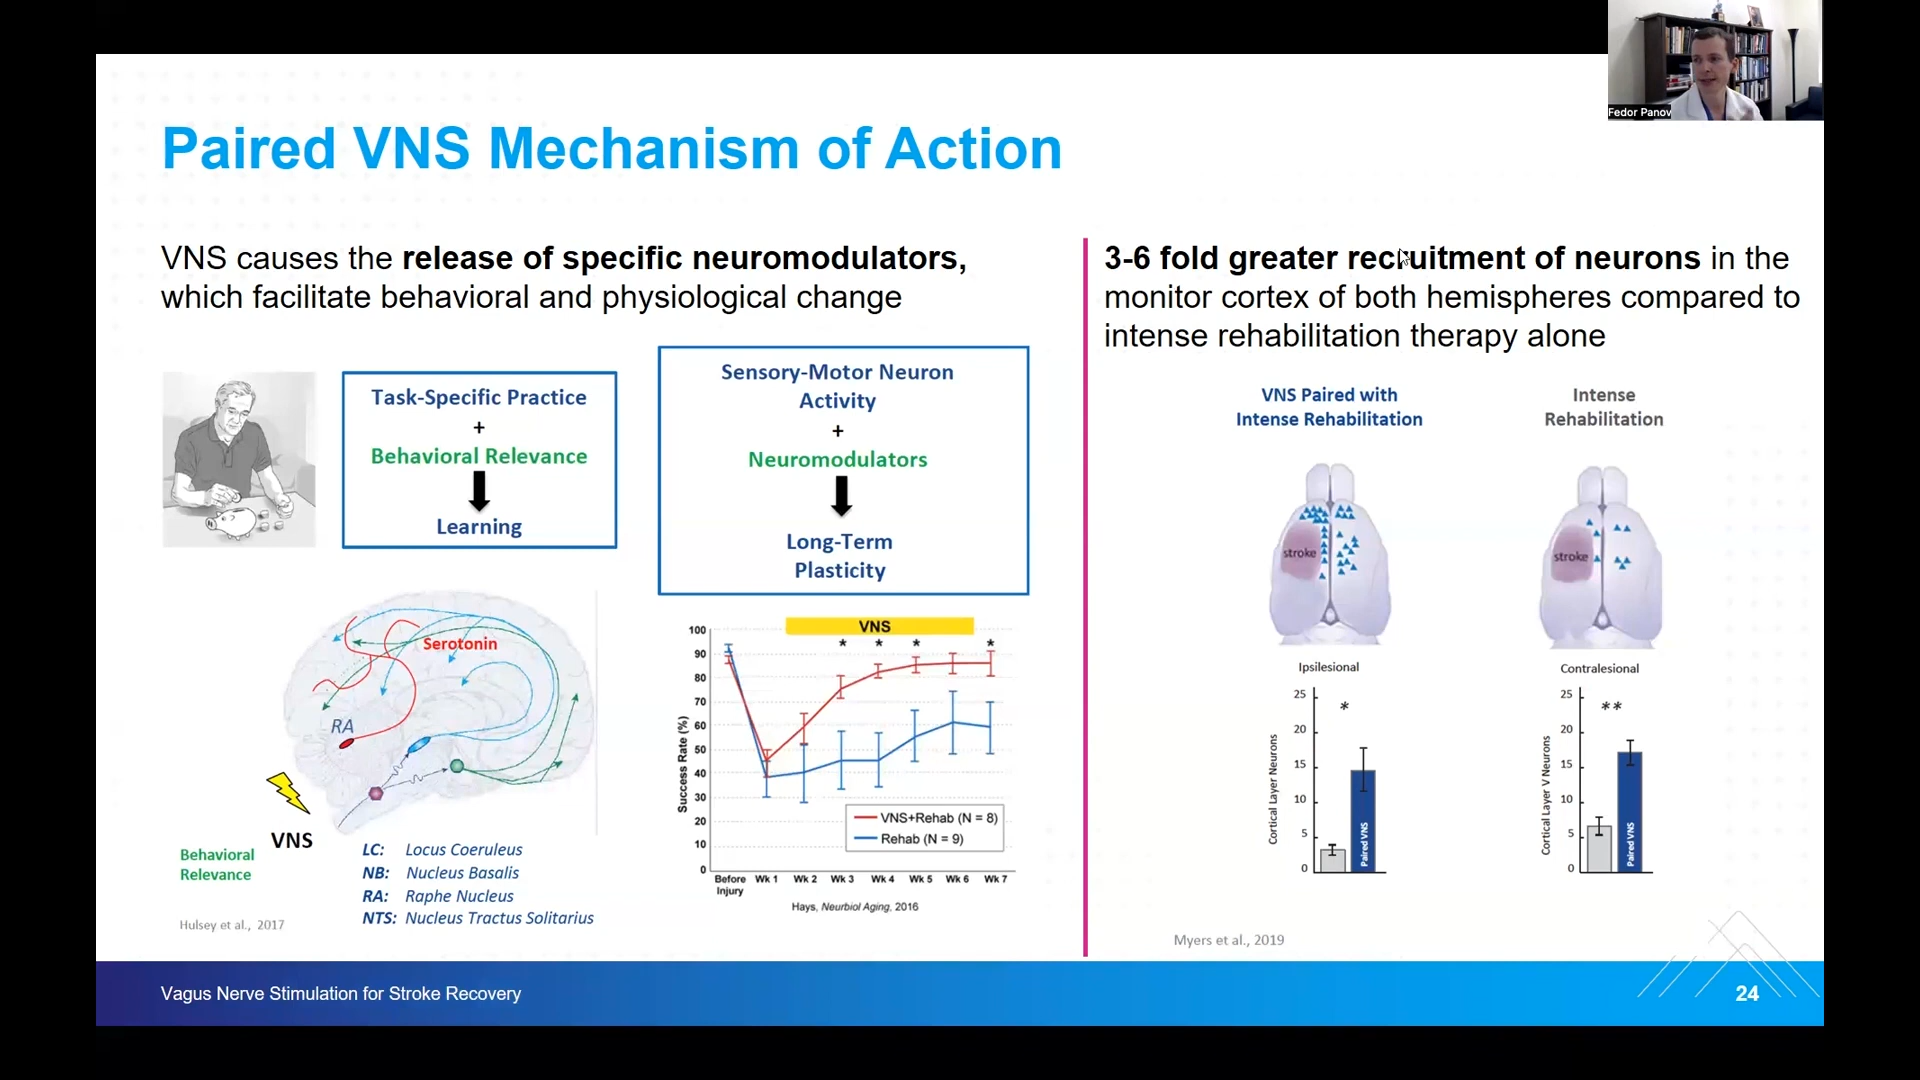 Fedor Panov
Paired VNS Mechanism of Action
VNS causes the release of specific neuromodulators,
which facilitate behavioral and physiological change
Task-Specific Practice
+
Behavioral Relevance
Learning
Sensory-Motor Neuron
Activity
+
Neuromodulators
Long-Term
Plasticity
Serotonin
RA
VNS
Behavioral
Relevance
LC: Locus Coeruleus
NB: Nucleus Basalis
RA: Raphe Nucleus
NTS: Nucleus Tractus Solitarius
Hulsey et al., 2017
VNS
* * * *
Success Rate (%)
100
90
80
70
60
50
40
30
20
10
0
VNS+Rehab (N = 8)
Rehab (N = 9)
Before Wk 1 Wk 2 Wk 3 Wk 4 Wk 5 Wk 6 Wk 7
Injury
Hays, Neurbiol Aging, 2016
3-6 fold greater recruitment of neurons in the
monitor cortex of both hemispheres compared to
intense rehabilitation therapy alone
VNS Paired with
Intense Rehabilitation
Intense
Rehabilitation
stroke
stroke
Ipsilesional
Cortical Layer Neurons
25
20
15
10
5
0
*
Paired VNS
Contralesional
Cortical Layer V Neurons
25
20
15
10
5
0
**
Paired VNS
Myers et al., 2019
Vagus Nerve Stimulation for Stroke Recovery
24